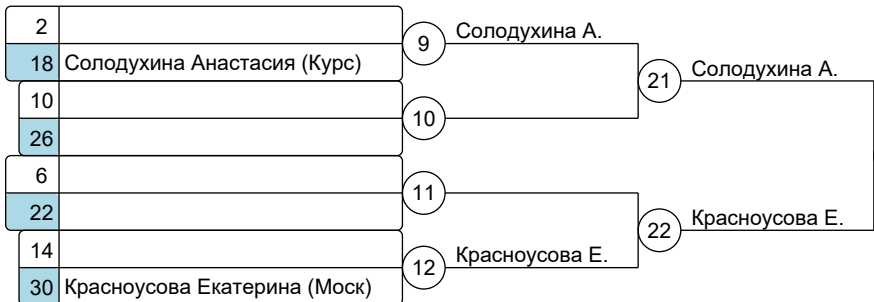 2
9 Солодухина А.
18 Солодухина Анастасия (Курс)
21 Солодухина А.
10
10
26
6
11
22
22 Красноусова Е.
14
12 Красноусова Е.
30 Красноусова Екатерина (Моск)